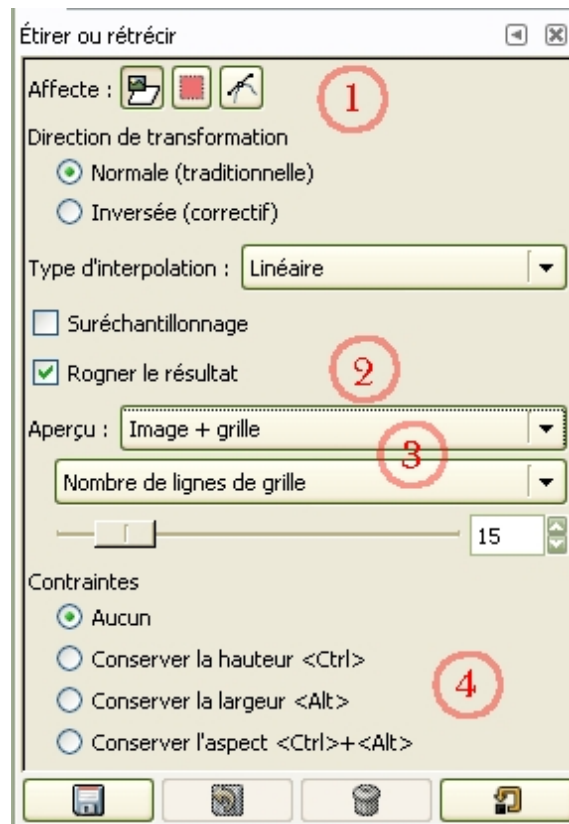 Étirer ou rétrécir
Affecte :
1
Direction de transformation
Normale (traditionnelle)
Inversée (correctif)
Type d'interpolation : Linéaire
Suréchantillonnage
Rogner le résultat
2
Aperçu : Image + grille
3
Nombre de lignes de grille
15
Contraintes
Aucun
Conserver la hauteur <Ctrl>
4
Conserver la largeur <Alt>
Conserver l'aspect <Ctrl>+<Alt>